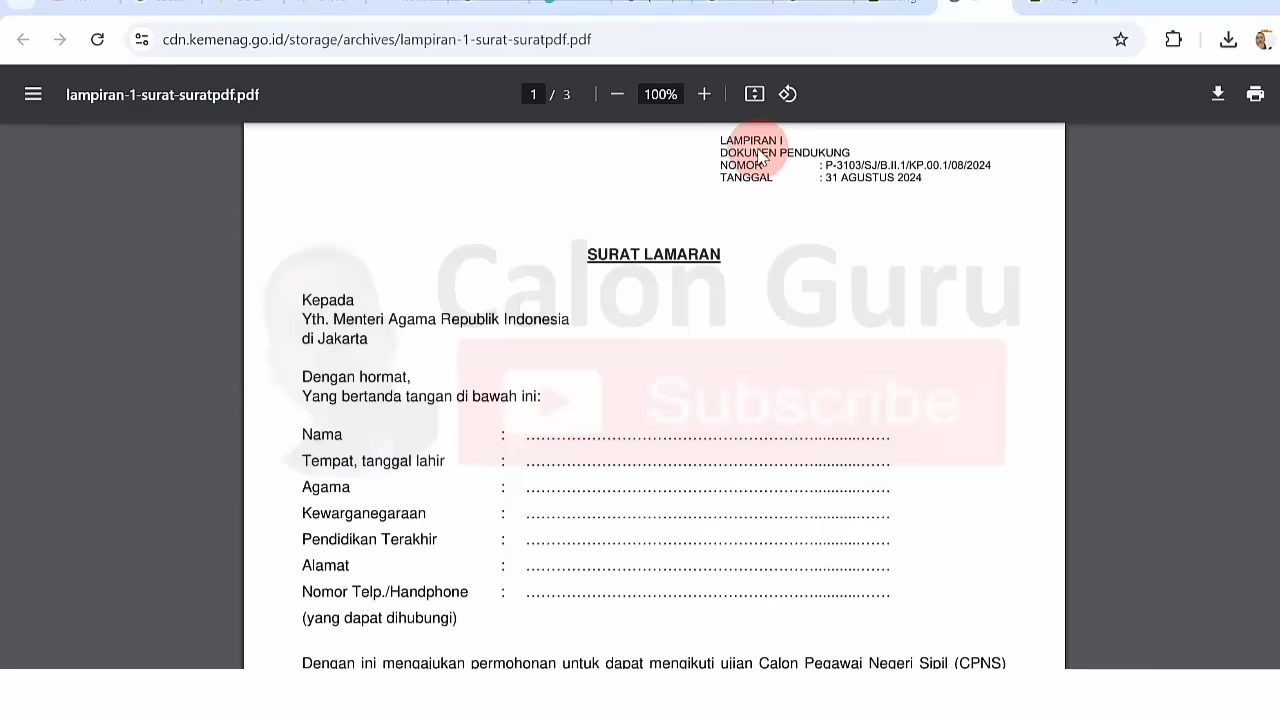 cdn.kemenag.go.id/storage/archives/lampiran-1-surat-suratpdf.pdf
lampiran-1-surat-suratpdf.pdf
1 / 3
100%
LAMPIRAN I
DOKUMEN PENDUKUNG
NOMOR : P-3103/SJ/B.II.1/KP.00.1/08/2024
TANGGAL : 31 AGUSTUS 2024
SURAT LAMARAN
Calon Guru
Subscribe
Kepada
Yth. Menteri Agama Republik Indonesia
di Jakarta
Dengan hormat,
Yang bertanda tangan di bawah ini:
Nama : ....................................................................
Tempat, tanggal lahir : ....................................................................
Agama : ....................................................................
Kewarganegaraan : ....................................................................
Pendidikan Terakhir : ....................................................................
Alamat : ....................................................................
Nomor Telp./Handphone : ....................................................................
(yang dapat dihubungi)
Dengan ini mengajukan permohonan untuk dapat mengikuti ujian Calon Pegawai Negeri Sipil (CPNS)